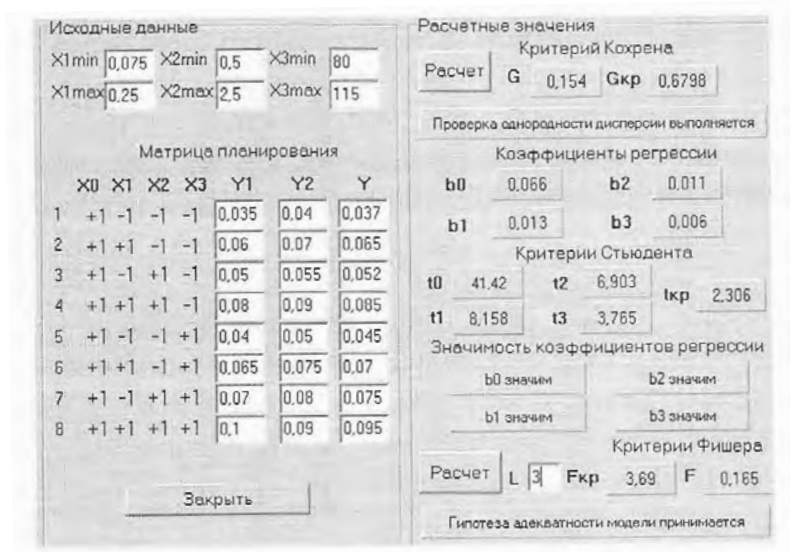 Исходные данные
X1min 0,075 X2min 0,5 X3min 80
X1max 0,25 X2max 2,5 X3max 115
Матрица планирования
X0 X1 X2 X3 Y1 Y2 Y
1 +1 -1 -1 -1 0,035 0,04 0,037
2 +1 +1 -1 -1 0,06 0,07 0,065
3 +1 -1 +1 -1 0,05 0,055 0,052
4 +1 +1 +1 -1 0,08 0,09 0,085
5 +1 -1 -1 +1 0,04 0,05 0,045
6 +1 +1 -1 +1 0,065 0,075 0,07
7 +1 -1 +1 +1 0,07 0,08 0,075
8 +1 +1 +1 +1 0,1 0,09 0,095
Закрыть
Расчетные значения
Критерий Кохрена
Расчет G 0,154 Gкр 0,6798
Проверка однородности дисперсии выполняется
Коэффициенты регрессии
b0 0,066 b2 0,011
b1 0,013 b3 0,006
Критерии Стьюдента
t0 41,42 t2 6,903 tкр 2,306
t1 8,158 t3 3,765
Значимость коэффициентов регрессии
b0 значим b2 значим
b1 значим b3 значим
Критерии Фишера
Расчет L 3 Fкр 3,69 F 0,165
Гипотеза адекватности модели принимается